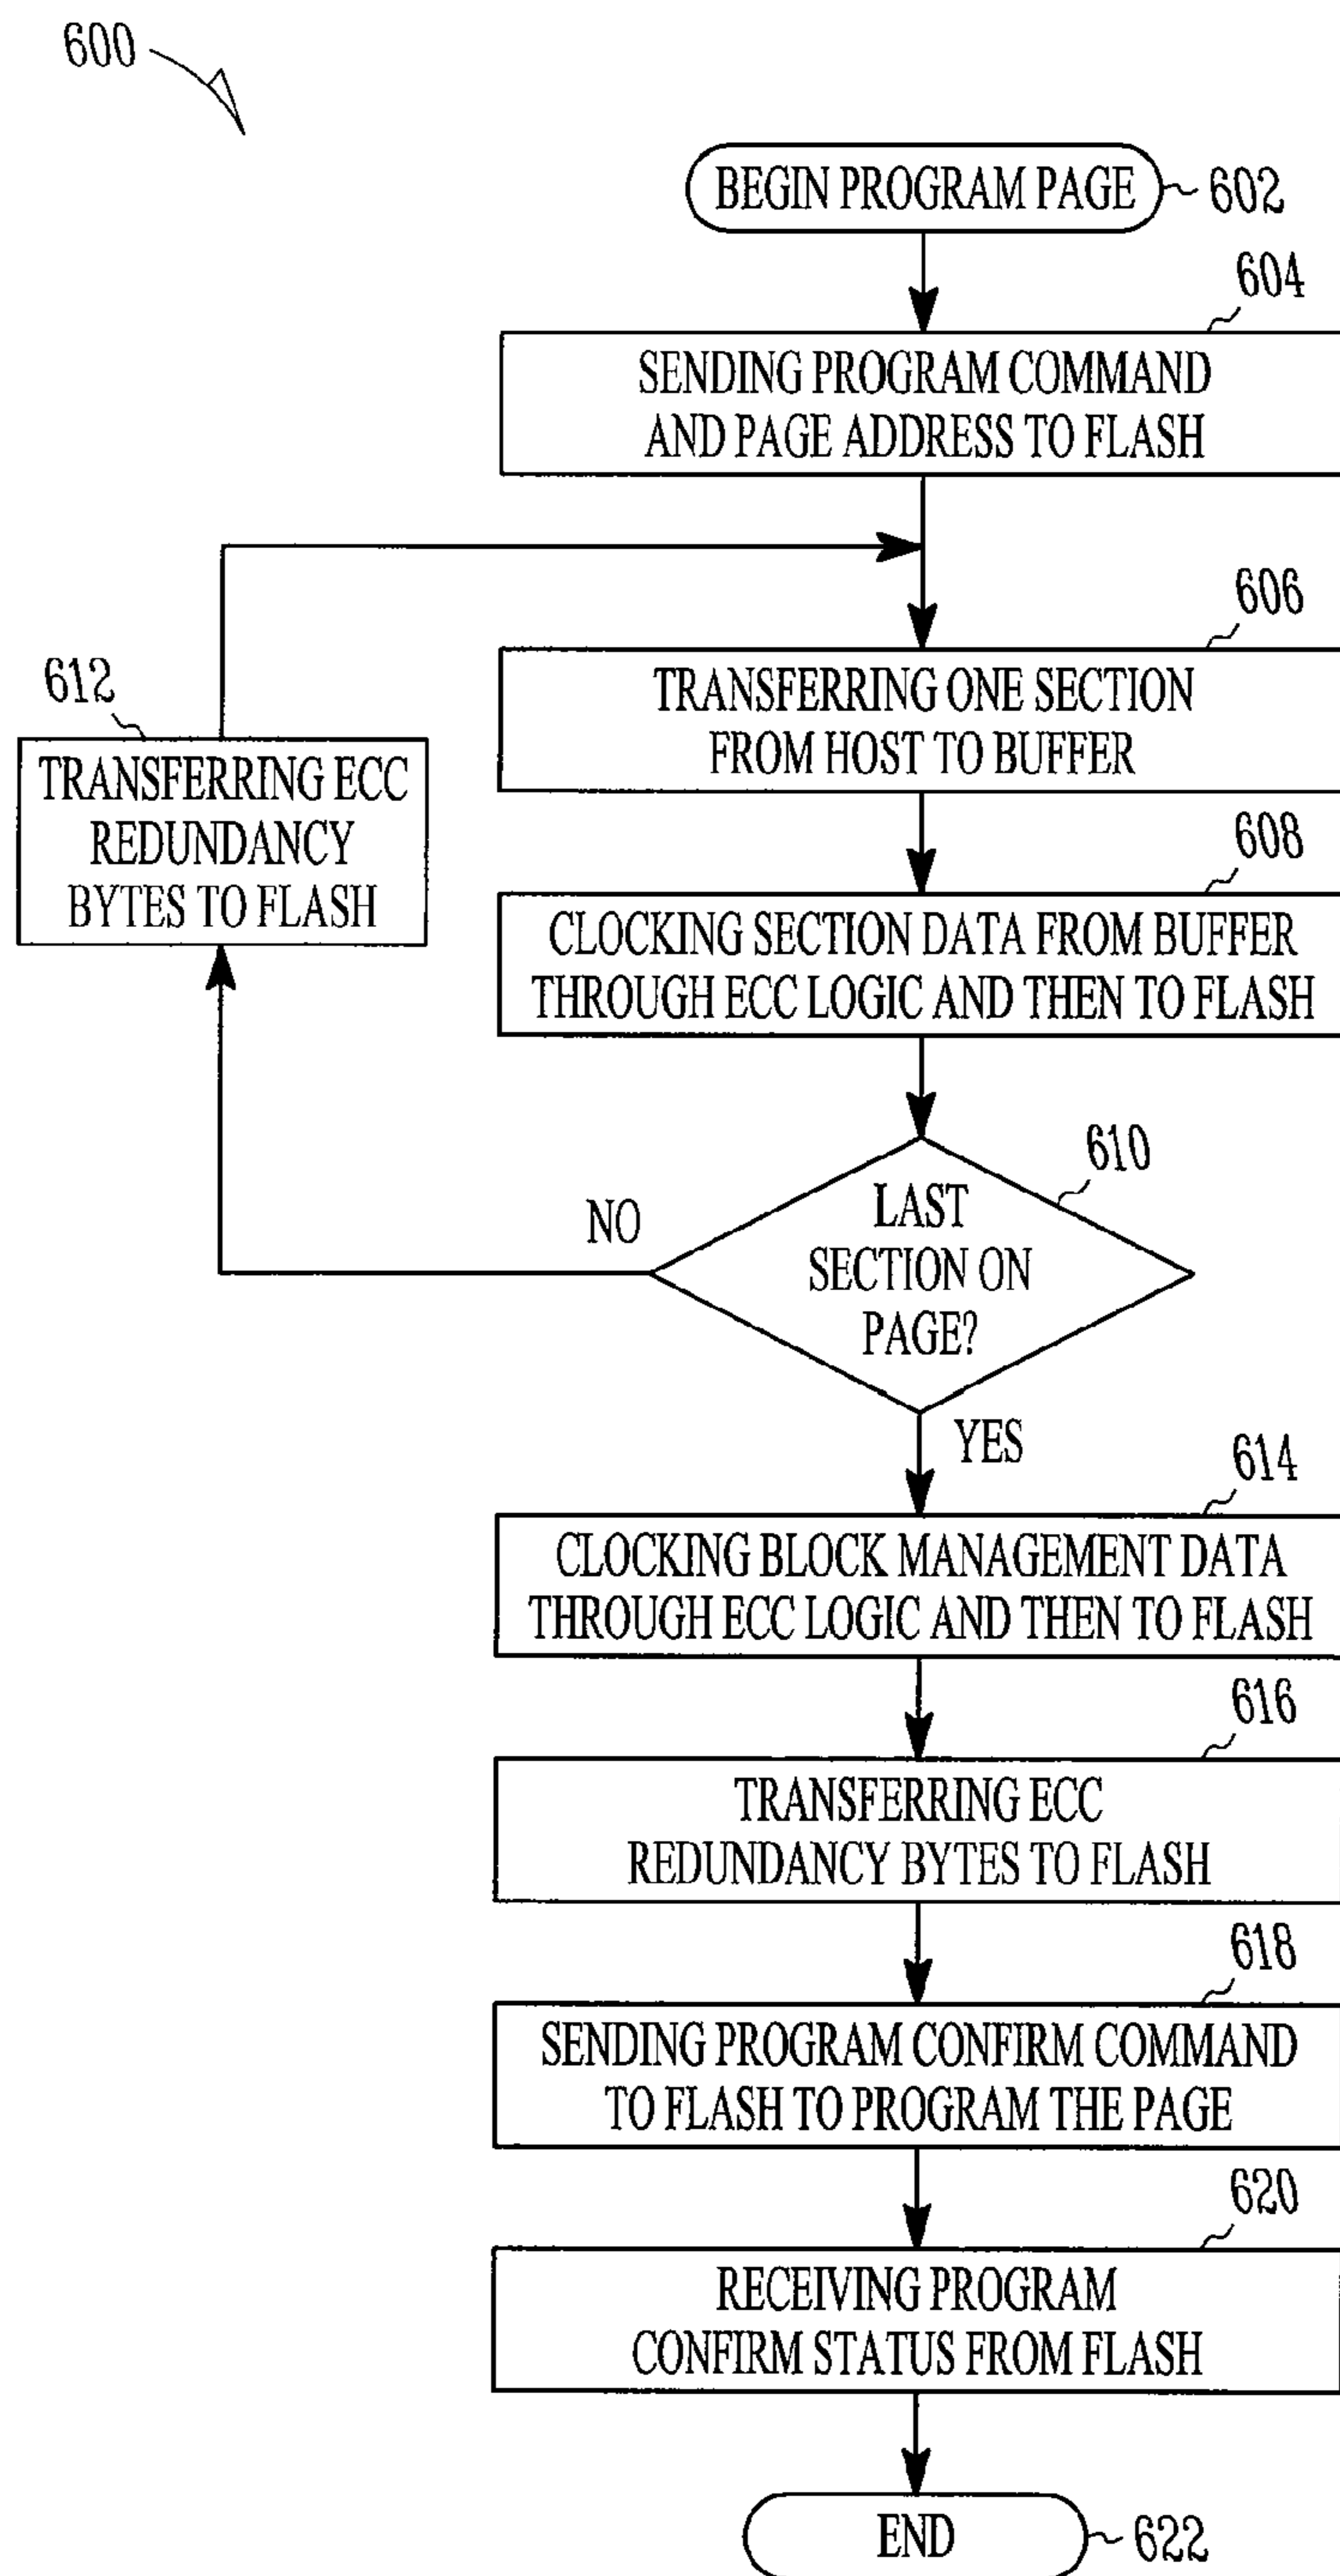 600
BEGIN PROGRAM PAGE
602
604
SENDING PROGRAM COMMAND
AND PAGE ADDRESS TO FLASH
606
TRANSFERRING ONE SECTION
FROM HOST TO BUFFER
612
TRANSFERRING ECC
REDUNDANCY
BYTES TO FLASH
608
CLOCKING SECTION DATA FROM BUFFER
THROUGH ECC LOGIC AND THEN TO FLASH
610
LAST
SECTION ON
PAGE?
NO
YES
614
CLOCKING BLOCK MANAGEMENT DATA
THROUGH ECC LOGIC AND THEN TO FLASH
616
TRANSFERRING ECC
REDUNDANCY BYTES TO FLASH
618
SENDING PROGRAM CONFIRM COMMAND
TO FLASH TO PROGRAM THE PAGE
620
RECEIVING PROGRAM
CONFIRM STATUS FROM FLASH
END
622